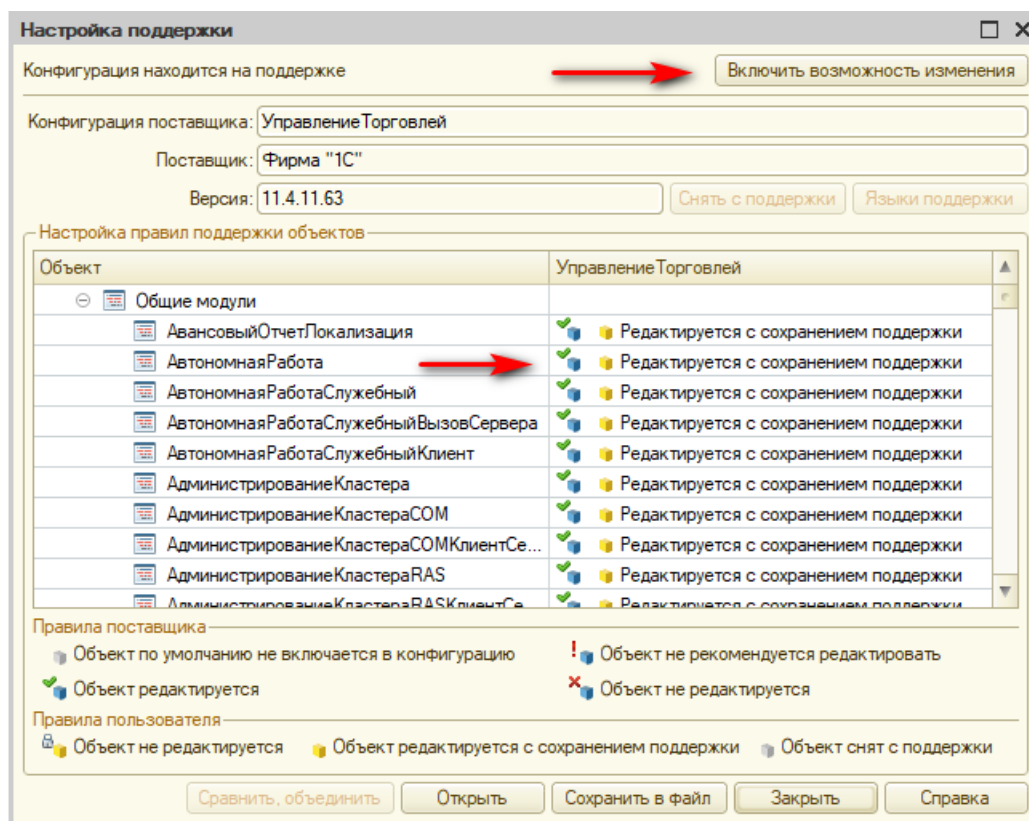 Настройка поддержки
Конфигурация находится на поддержке Включить возможность изменения
Конфигурация поставщика: УправлениеТорговлей
Поставщик: Фирма "1С"
Версия: 11.4.11.63 Снять с поддержки Языки поддержки
Настройка правил поддержки объектов
Объект УправлениеТорговлей
Общие модули
АвансовыйОтчетЛокализация Редактируется с сохранением поддержки
АвтономнаяРабота Редактируется с сохранением поддержки
АвтономнаяРаботаСлужебный Редактируется с сохранением поддержки
АвтономнаяРаботаСлужебныйВызовСервера Редактируется с сохранением поддержки
АвтономнаяРаботаСлужебныйКлиент Редактируется с сохранением поддержки
АдминистрированиеКластера Редактируется с сохранением поддержки
АдминистрированиеКластераCOM Редактируется с сохранением поддержки
АдминистрированиеКластераCOMКлиентСе... Редактируется с сохранением поддержки
АдминистрированиеКластераRAS Редактируется с сохранением поддержки
АдминистрированиеКластераRASКлиентСе... Редактируется с сохранением поддержки
Правила поставщика
Объект по умолчанию не включается в конфигурацию ! Объект не рекомендуется редактировать
Объект редактируется Объект не редактируется
Правила пользователя
Объект не редактируется Объект редактируется с сохранением поддержки Объект снят с поддержки
Сравнить, объединить Открыть Сохранить в файл Закрыть Справка